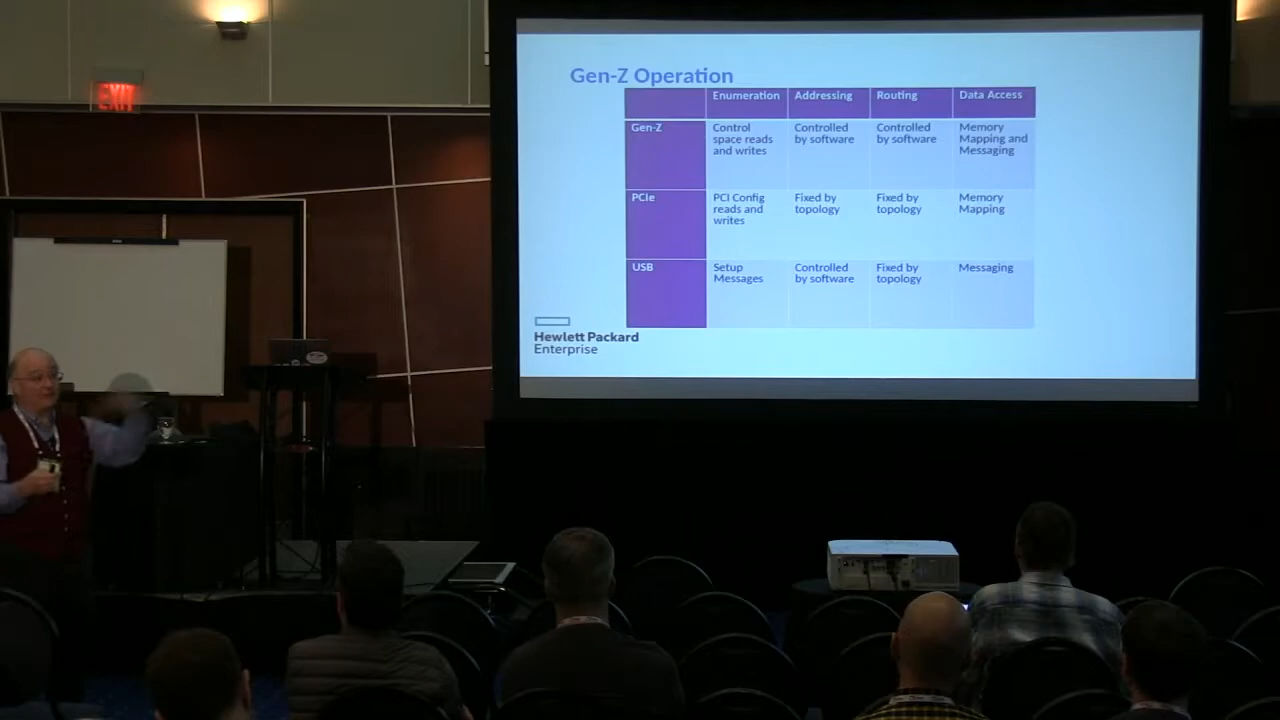 EXIT
Gen-Z Operation
Enumeration Addressing Routing Data Access
Gen-Z
Control
space reads
and writes
Controlled
by software
Controlled
by software
Memory
Mapping and
Messaging
PCIe
PCI Config
reads and
writes
Fixed by
topology
Fixed by
topology
Memory
Mapping
USB
Setup
Messages
Controlled
by software
Fixed by
topology
Messaging
Hewlett Packard
Enterprise